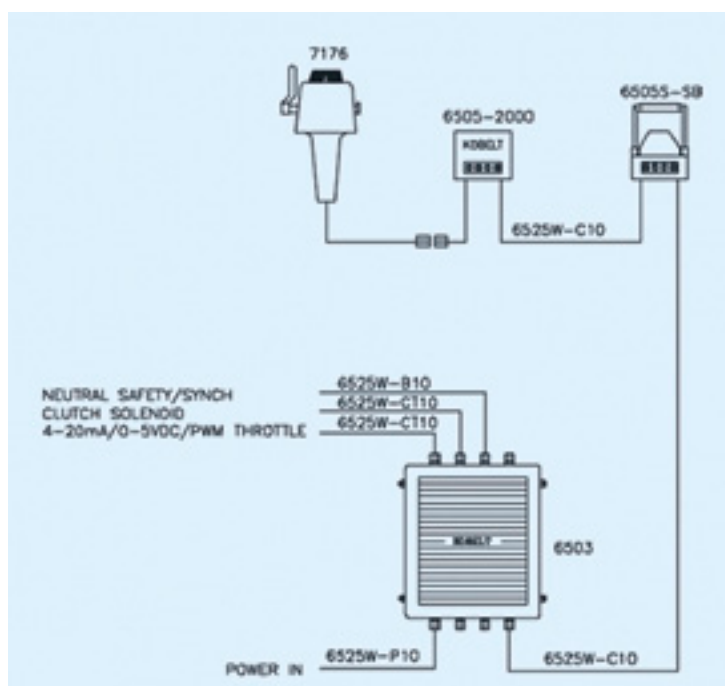 7176
6505S-SB
6505-2000
KOBELT
6525W-C10
6525W-B10
NEUTRAL SAFETY/SYNCH
6525W-CT10
CLUTCH SOLENOID
6525W-CT10
4-20mA/0-5VDC/PWM THROTTLE
KOBELT
6503
6525W-P10
6525W-C10
POWER IN